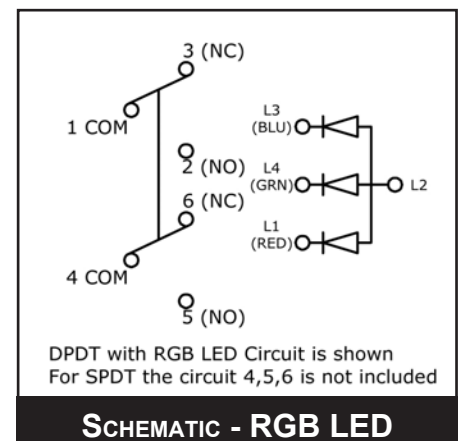 3 (NC)
1 COM
2 (NO)
6 (NC)
4 COM
5 (NO)
L3
(BLU)
L4
(GRN)
L2
L1
(RED)
DPDT with RGB LED Circuit is shown
For SPDT the circuit 4,5,6 is not included
SCHEMATIC - RGB LED